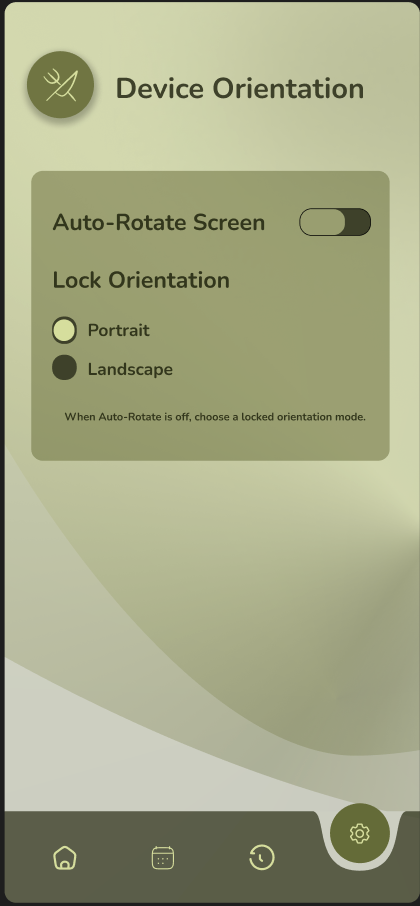 Device Orientation
Auto-Rotate Screen
Lock Orientation
Portrait
Landscape
When Auto-Rotate is off, choose a locked orientation mode.